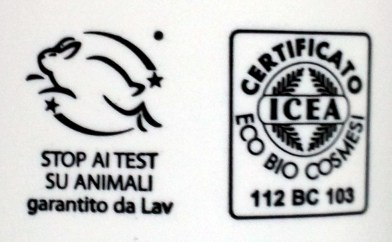 STOP AI TEST
SU ANIMALI
garantito da Lav
CERTIFICATO
ICEA
ECO BIO COSMESI
112 BC 103